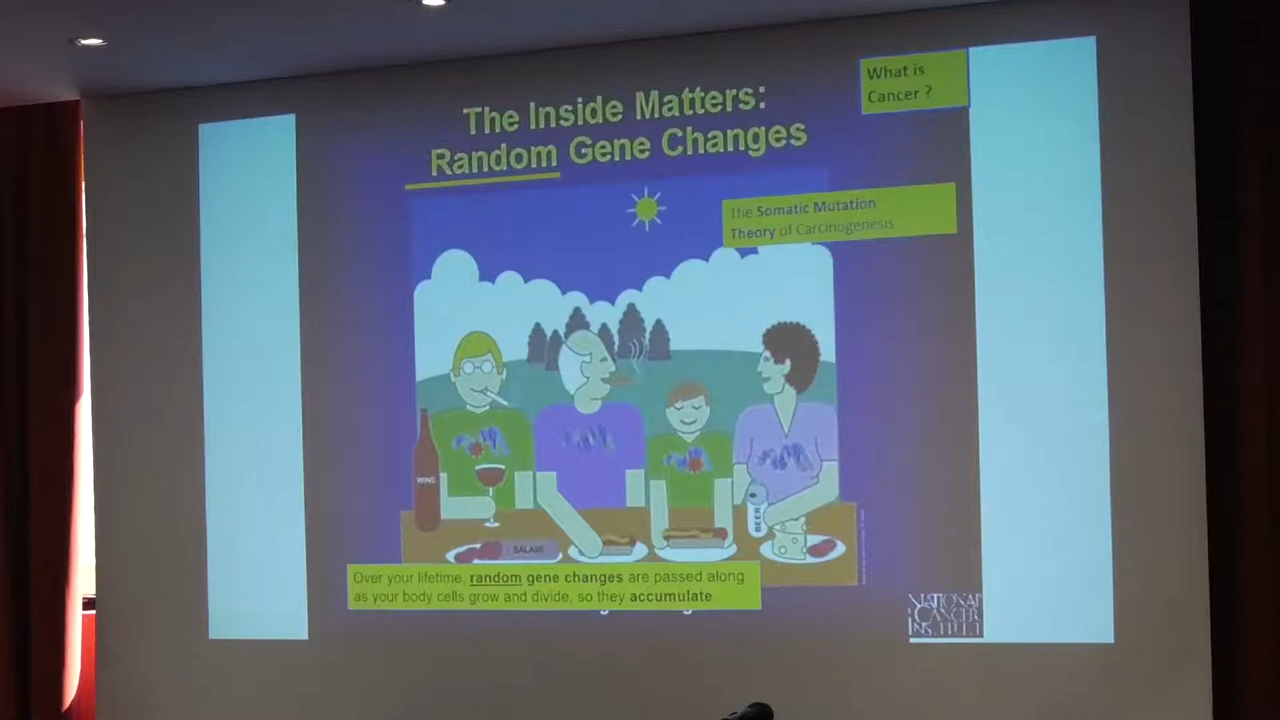 What is
Cancer ?
The Inside Matters:
Random Gene Changes
The Somatic Mutation
Theory of Carcinogenesis
WINE
SALAMI
BEER
Over your lifetime, random gene changes are passed along
as your body cells grow and divide, so they accumulate
NATIONAL
CANCER
INSTITUTE